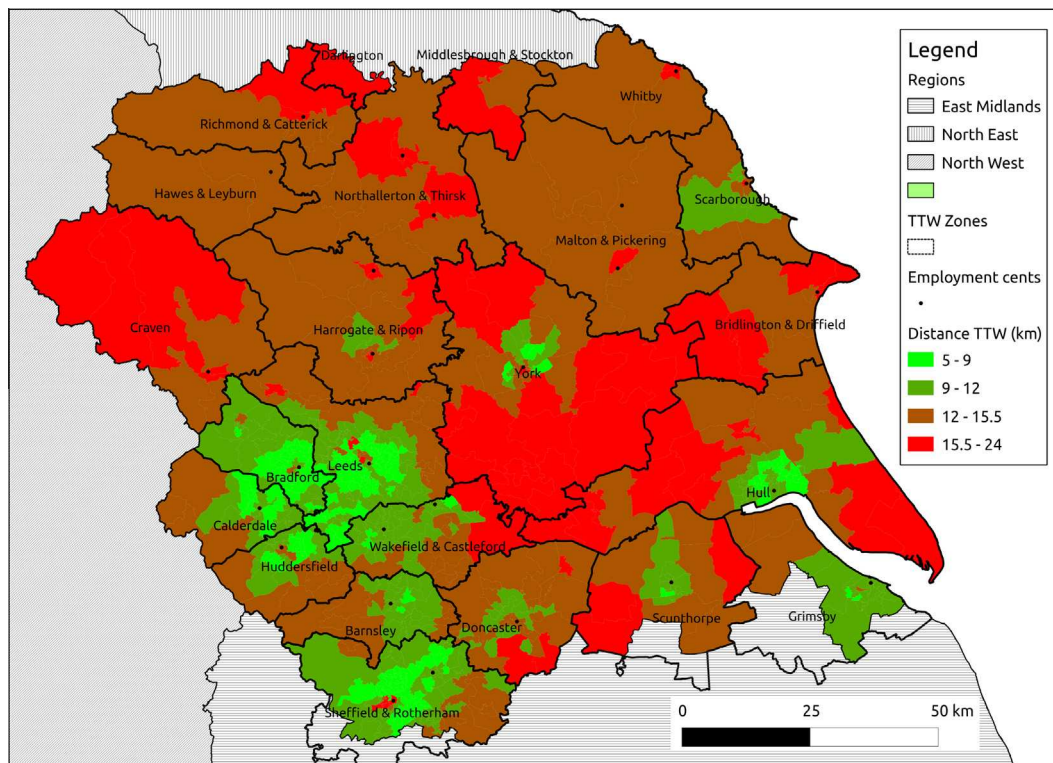 Darlington
Middlesbrough & Stockton
Whitby
Richmond & Catterick
Hawes & Leyburn
Northallerton & Thirsk
Scarborough
Malton & Pickering
Craven
Harrogate & Ripon
Bridlington & Driffield
York
Leeds
Bradford
Hull
Calderdale
Wakefield & Castleford
Huddersfield
Barnsley
Doncaster
Scunthorpe
Grimsby
Sheffield & Rotherham
Legend
Regions
East Midlands
North East
North West
TTW Zones
Employment cents
Distance TTW (km)
5 - 9
9 - 12
12 - 15.5
15.5 - 24
0 25 50 km